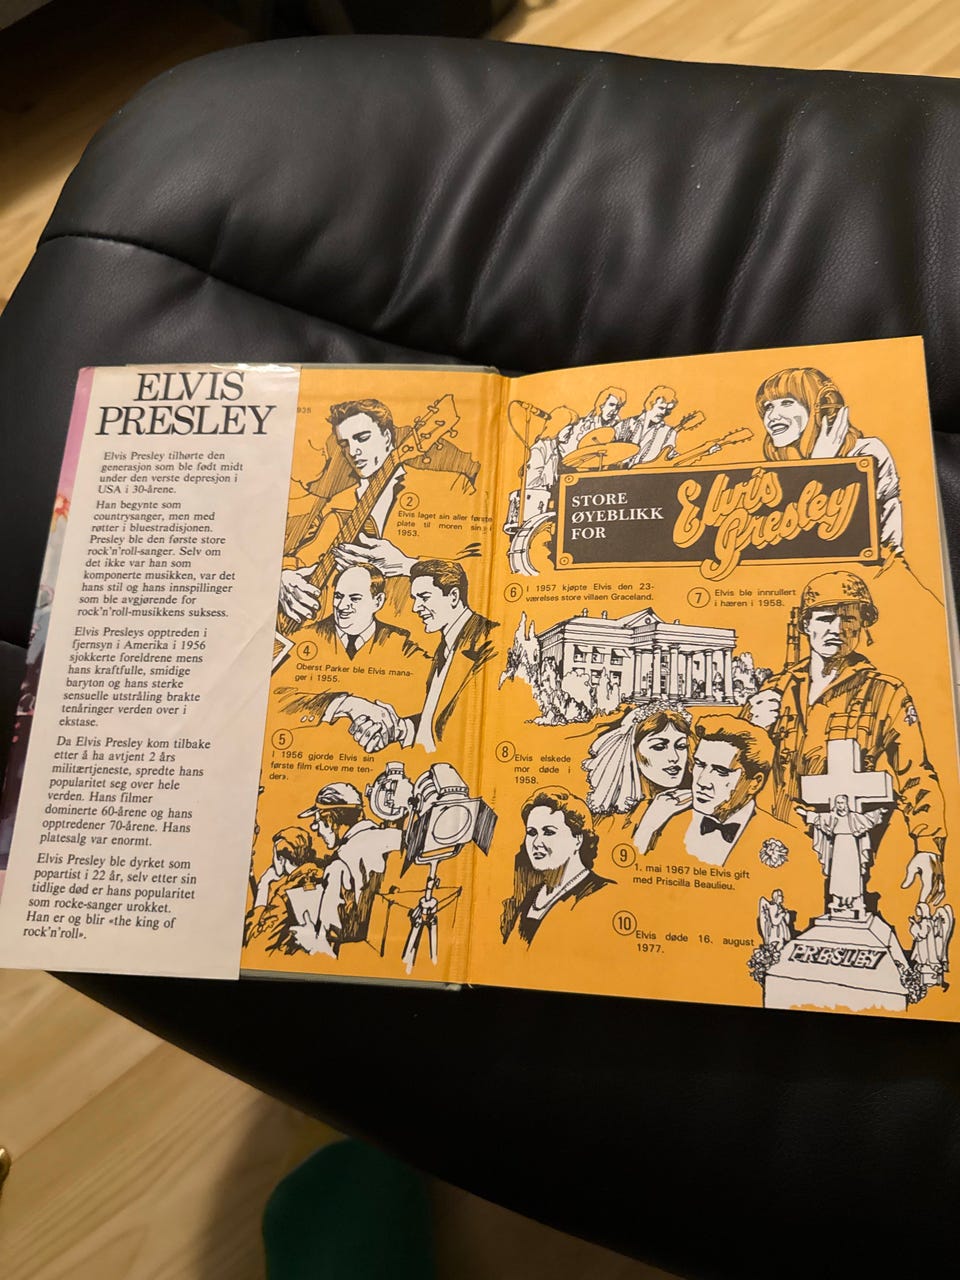 ELVIS
PRESLEY
Elvis Presley tilhørte den
generasjon som ble født midt
under den verste depresjon i
USA i 30-årene.
Han begynte som
countrysanger, men med
røtter i bluestradisjonen.
Presley ble den første store
rock'n'roll-sanger. Selv om
det ikke var han som
komponerte musikken, var det
hans stil og hans innspillinger
som ble avgjørende for
rock'n'roll-musikkens suksess.
Elvis Presleys opptreden i
fjernsyn i Amerika i 1956
sjokkerte foreldrene mens
hans kraftfulle, smidige
baryton og hans sterke
sensuelle utstråling brakte
tenåringer verden over i
ekstase.
Da Elvis Presley kom tilbake
etter å ha avtjent 2 års
militærtjeneste, spredte hans
popularitet seg over hele
verden. Hans filmer
dominerte 60-årene og hans
opptredener 70-årene. Hans
platesalg var enormt.
Elvis Presley ble dyrket som
popartist i 22 år, selv etter sin
tidlige død er hans popularitet
som rocke-sanger urokket.
Han er og blir «the king of
rock'n'roll».
2
Elvis laget sin aller første
plate til moren sin i
1953.
4
Oberst Parker ble Elvis mana-
ger i 1955.
5
I 1956 gjorde Elvis sin
første film «Love me ten-
der».
STORE
ØYEBLIKK
FOR
Elvis
Presley
6 I 1957 kjøpte Elvis den 23-
værelses store villaen Graceland.
7 Elvis ble innrullert
i hæren i 1958.
8 Elvis elskede
mor døde i
1958.
9
1. mai 1967 ble Elvis gift
med Priscilla Beaulieu.
10
Elvis døde 16. august
1977.
PRESLEY